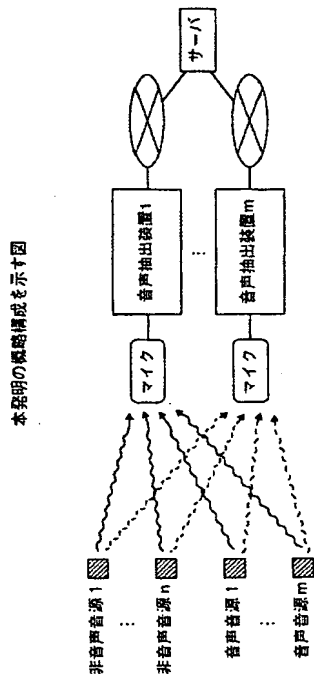 本発明の概略構成を示す図
サーバ
音声抽出装置1
⋮
音声抽出装置m
マイク
マイク
非音声音源1
⋮
非音声音源n
音声音源1
⋮
音声音源m